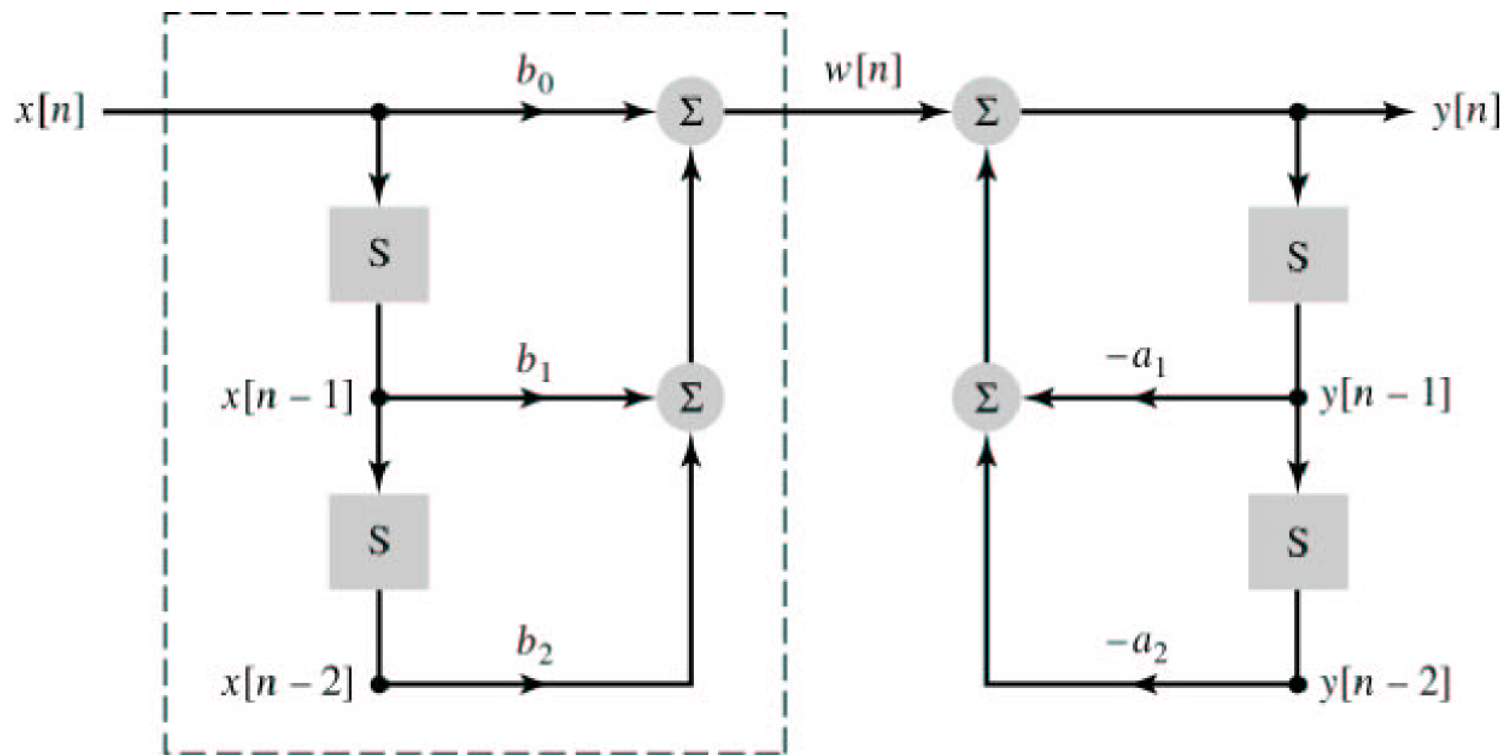 b₀ w[n]
x[n] Σ Σ y[n]
S S
b₁ −a₁
x[n − 1] Σ Σ y[n − 1]
S S
b₂ −a₂
x[n − 2] y[n − 2]